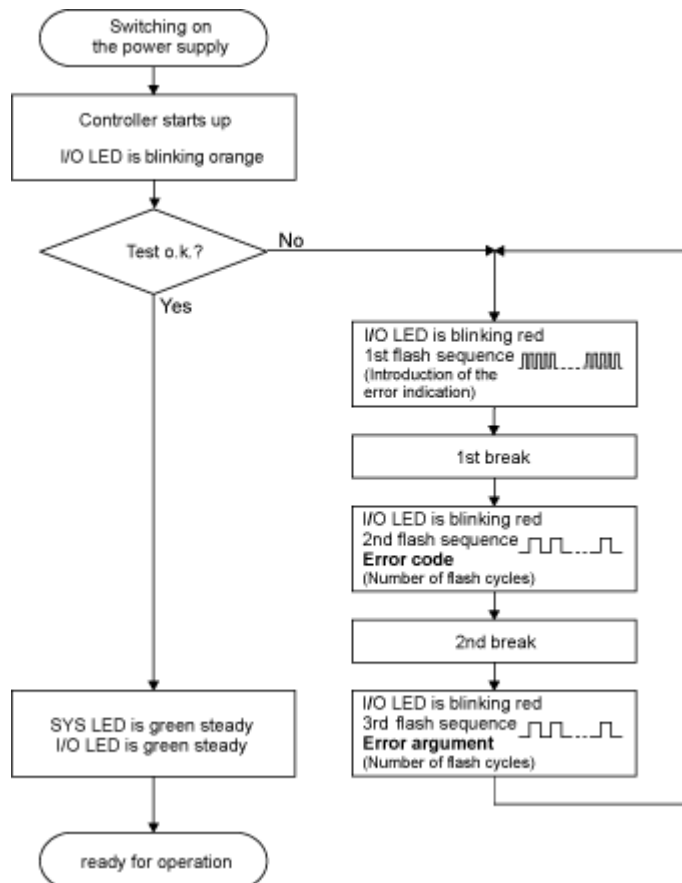 Switching on
the power supply
Controller starts up
I/O LED is blinking orange
Test o.k.?
No
Yes
I/O LED is blinking red
1st flash sequence
(Introduction of the
error indication)
1st break
I/O LED is blinking red
2nd flash sequence
Error code
(Number of flash cycles)
2nd break
I/O LED is blinking red
3rd flash sequence
Error argument
(Number of flash cycles)
SYS LED is green steady
I/O LED is green steady
ready for operation